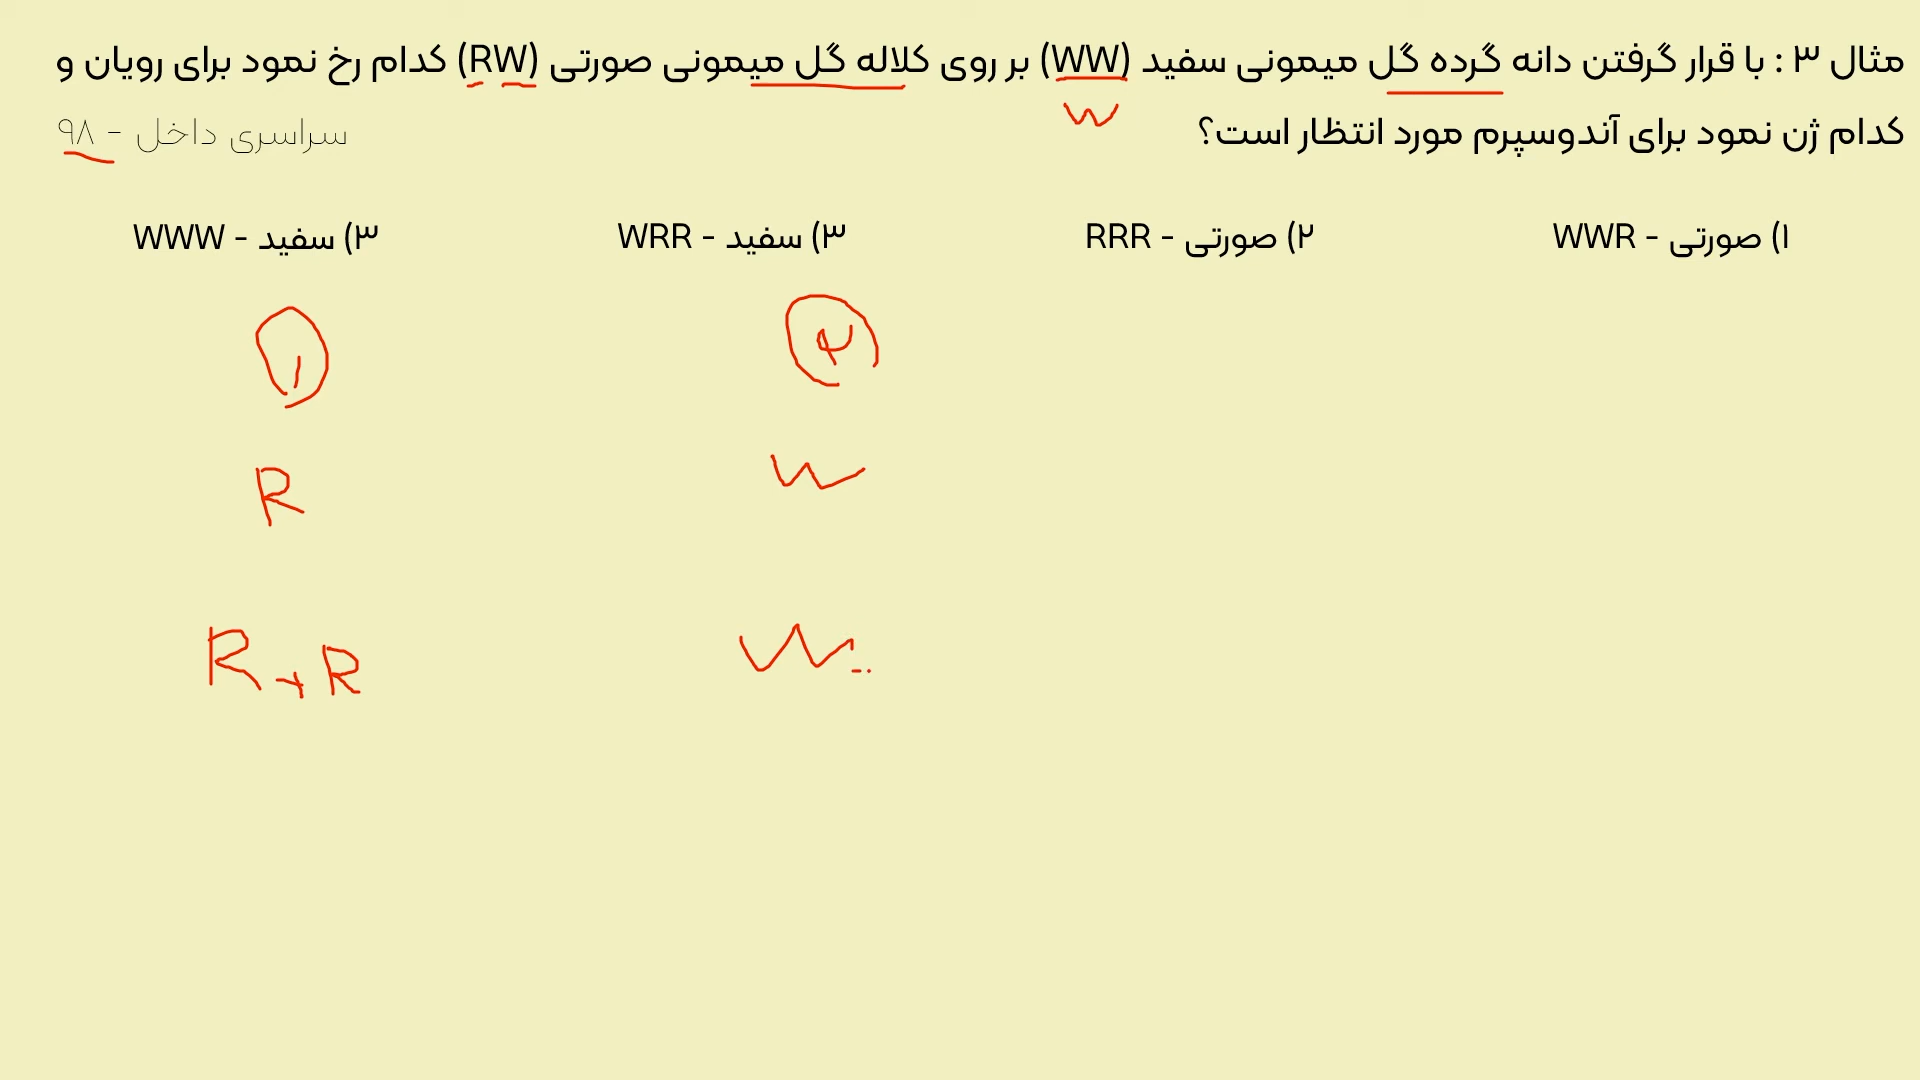 مثال ۳ : با قرار گرفتن دانه گرده گل میمونی سفید (WW) بر روی کلاله گل میمونی صورتی (RW) کدام رخ نمود برای رویان و
کدام ژن نمود برای آندوسپرم مورد انتظار است؟
سراسری داخل - ۹۸
W
۱) صورتی - WWR
۲) صورتی - RRR
۳) سفید - WRR
۳) سفید - WWW
۱
۲
R
W
R + R
W